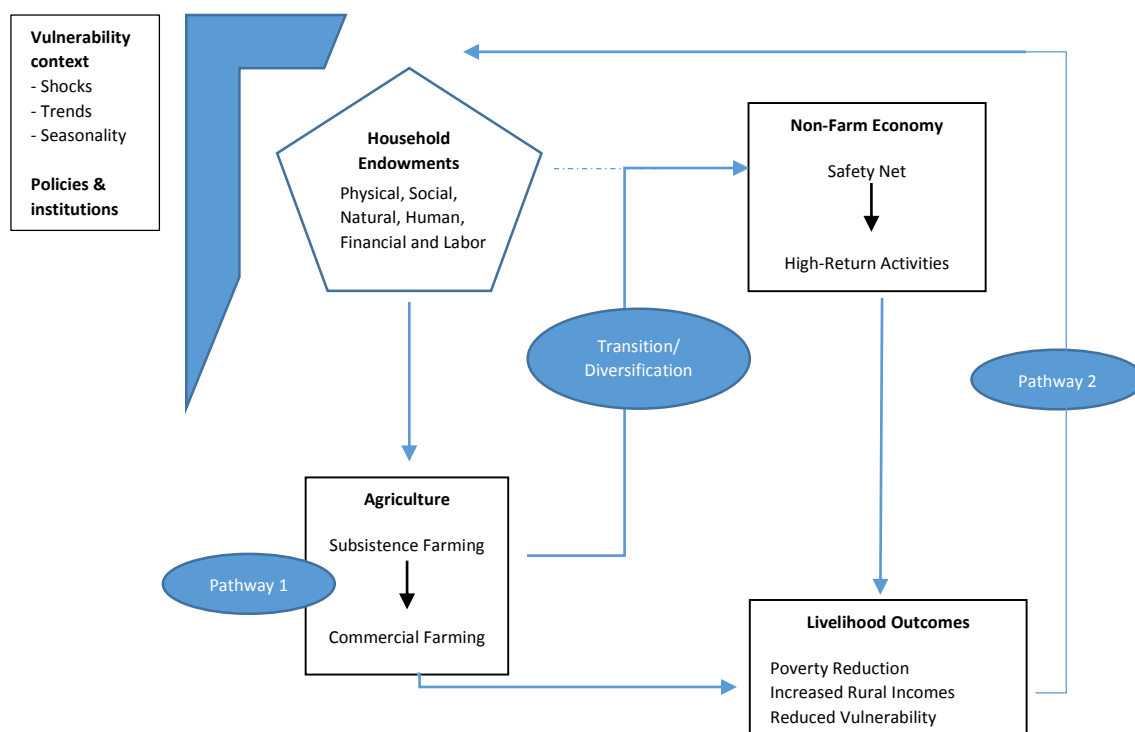 Vulnerability
context
- Shocks
- Trends
- Seasonality
Policies &
institutions
Household
Endowments
Physical, Social,
Natural, Human,
Financial and Labor
Non-Farm Economy
Safety Net
High-Return Activities
Transition/
Diversification
Pathway 2
Agriculture
Subsistence Farming
Commercial Farming
Pathway 1
Livelihood Outcomes
Poverty Reduction
Increased Rural Incomes
Reduced Vulnerability